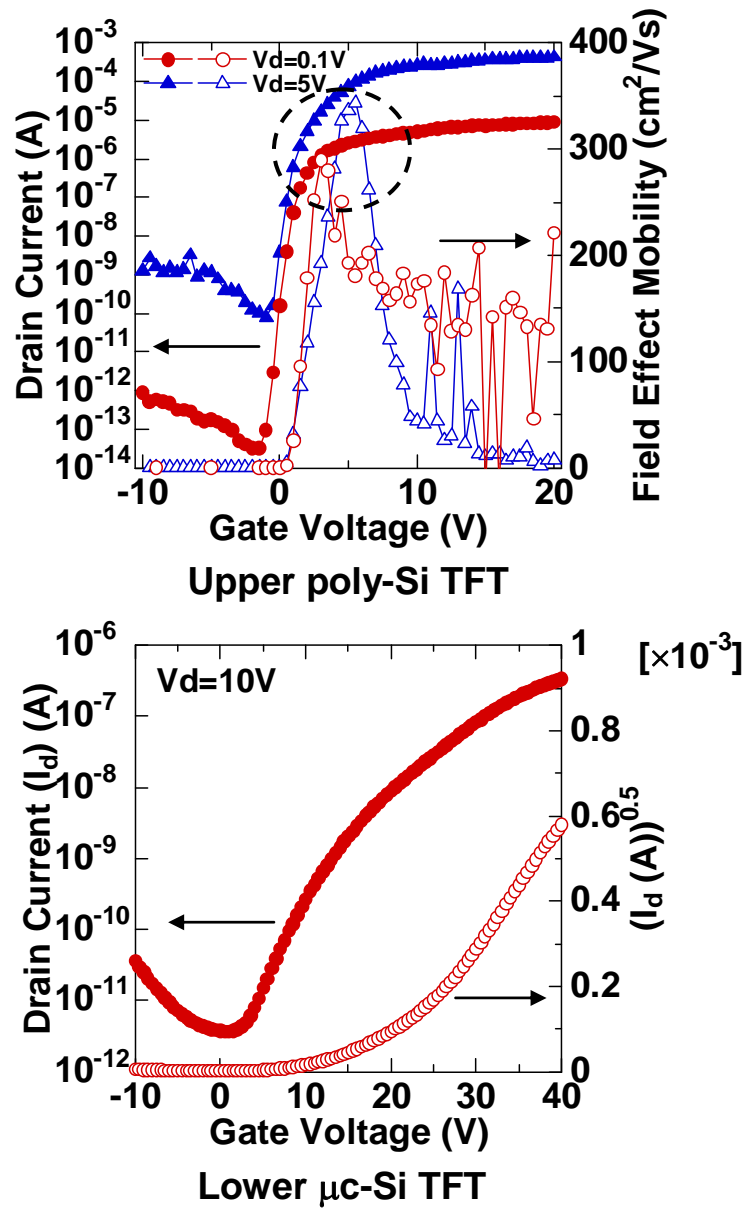 Drain Current (A)
10⁻³
10⁻⁴
10⁻⁵
10⁻⁶
10⁻⁷
10⁻⁸
10⁻⁹
10⁻¹⁰
10⁻¹¹
10⁻¹²
10⁻¹³
10⁻¹⁴
Vd=0.1V
Vd=5V
400
300
200
100
0
Field Effect Mobility (cm²/Vs)
-10 0 10 20
Gate Voltage (V)
Upper poly-Si TFT
Drain Current (I_d) (A)
10⁻⁶
10⁻⁷
10⁻⁸
10⁻⁹
10⁻¹⁰
10⁻¹¹
10⁻¹²
Vd=10V
1
0.8
0.6
0.4
0.2
0
[×10⁻³]
(I_d (A))^0.5
-10 0 10 20 30 40
Gate Voltage (V)
Lower μc-Si TFT